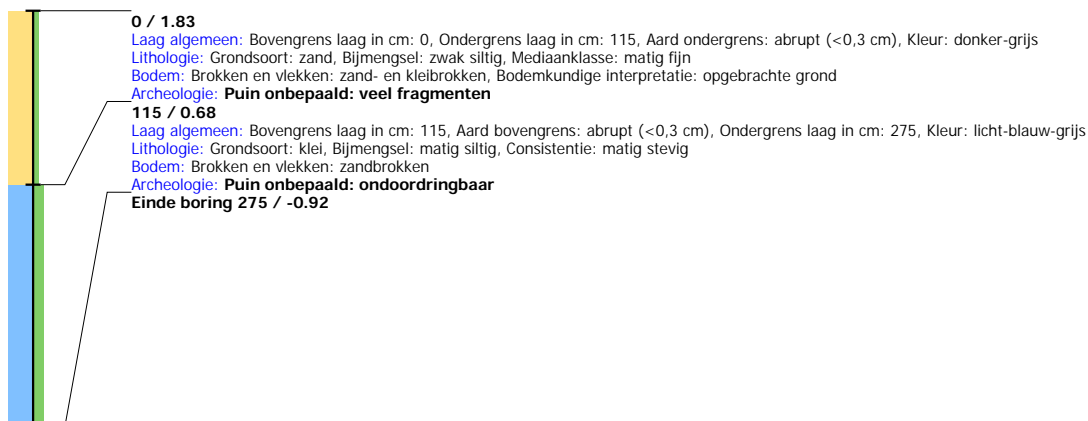 0 / 1.83
Laag algemeen: Bovengrens laag in cm: 0, Ondergrens laag in cm: 115, Aard ondergrens: abrupt (<0,3 cm), Kleur: donker-grijs
Lithologie: Grondsoort: zand, Bijmengsel: zwak siltig, Mediaanklasse: matig fijn
Bodem: Brokken en vlekken: zand- en kleibrokken, Bodemkundige interpretatie: opgebrachte grond
Archeologie: Puin onbepaald: veel fragmenten
115 / 0.68
Laag algemeen: Bovengrens laag in cm: 115, Aard bovengrens: abrupt (<0,3 cm), Ondergrens laag in cm: 275, Kleur: licht-blauw-grijs
Lithologie: Grondsoort: klei, Bijmengsel: matig siltig, Consistentie: matig stevig
Bodem: Brokken en vlekken: zandbrokken
Archeologie: Puin onbepaald: ondoordringbaar
Einde boring 275 / -0.92